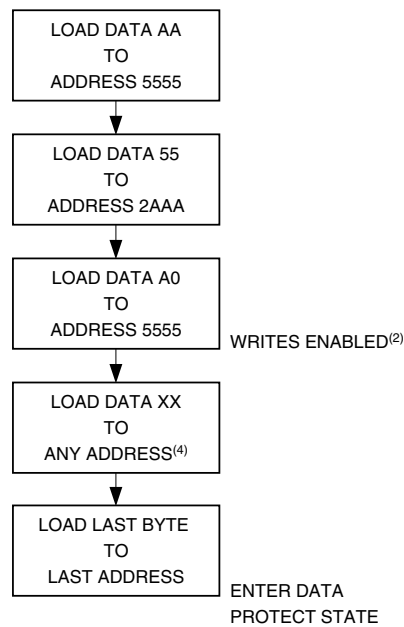 LOAD DATA AA
TO
ADDRESS 5555
LOAD DATA 55
TO
ADDRESS 2AAA
LOAD DATA A0
TO
ADDRESS 5555
WRITES ENABLED(2)
LOAD DATA XX
TO
ANY ADDRESS(4)
LOAD LAST BYTE
TO
LAST ADDRESS
ENTER DATA
PROTECT STATE